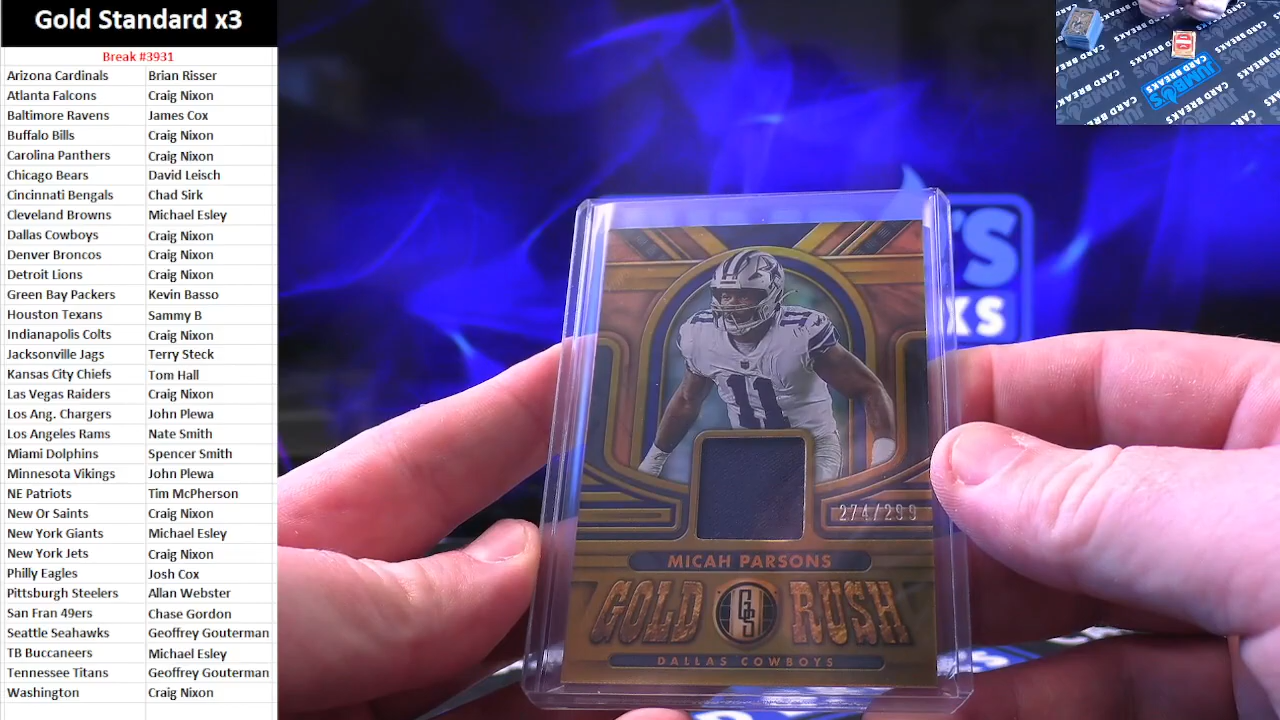 Gold Standard x3
Break #3931
Arizona Cardinals Brian Risser
Atlanta Falcons Craig Nixon
Baltimore Ravens James Cox
Buffalo Bills Craig Nixon
Carolina Panthers Craig Nixon
Chicago Bears David Leisch
Cincinnati Bengals Chad Sirk
Cleveland Browns Michael Esley
Dallas Cowboys Craig Nixon
Denver Broncos Craig Nixon
Detroit Lions Craig Nixon
Green Bay Packers Kevin Basso
Houston Texans Sammy B
Indianapolis Colts Craig Nixon
Jacksonville Jags Terry Steck
Kansas City Chiefs Tom Hall
Las Vegas Raiders Craig Nixon
Los Ang. Chargers John Plewa
Los Angeles Rams Nate Smith
Miami Dolphins Spencer Smith
Minnesota Vikings John Plewa
NE Patriots Tim McPherson
New Or Saints Craig Nixon
New York Giants Michael Esley
New York Jets Craig Nixon
Philly Eagles Josh Cox
Pittsburgh Steelers Allan Webster
San Fran 49ers Chase Gordon
Seattle Seahawks Geoffrey Gouterman
TB Buccaneers Michael Esley
Tennessee Titans Geoffrey Gouterman
Washington Craig Nixon
JUMBO'S
CARD BREAKS
11
274/299
MICAH PARSONS
GOLD GS RUSH
DALLAS COWBOYS